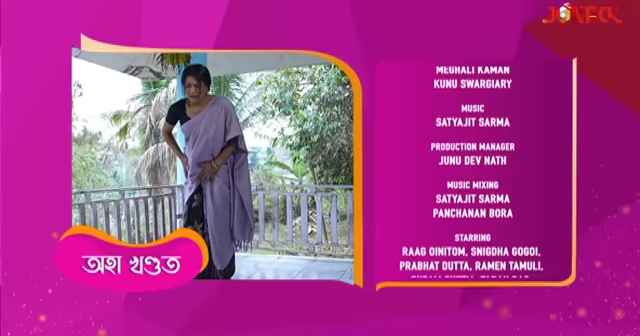 MEGHALI KAMAN
KUNU SWARGIARY
MUSIC
SATYAJIT SARMA
PRODUCTION MANAGER
JUNU DEV NATH
MUSIC MIXING
SATYAJIT SARMA
PANCHANAN BORA
STARRING
RAAG OINITOM, SNIGDHA GOGOI,
PRABHAT DUTTA, RAMEN TAMULI,
অহা খণ্ডত